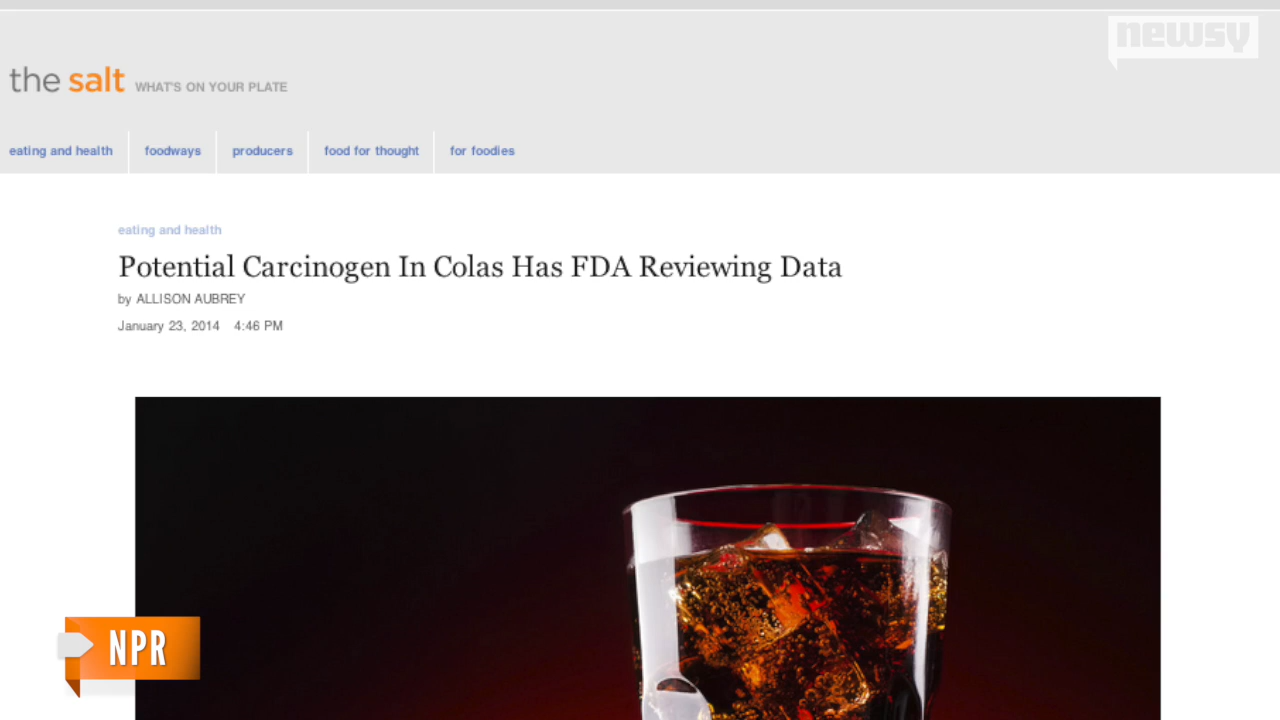 newsy
the salt WHAT'S ON YOUR PLATE
eating and health foodways producers food for thought for foodies
eating and health
Potential Carcinogen In Colas Has FDA Reviewing Data
by ALLISON AUBREY
January 23, 2014 4:46 PM
NPR